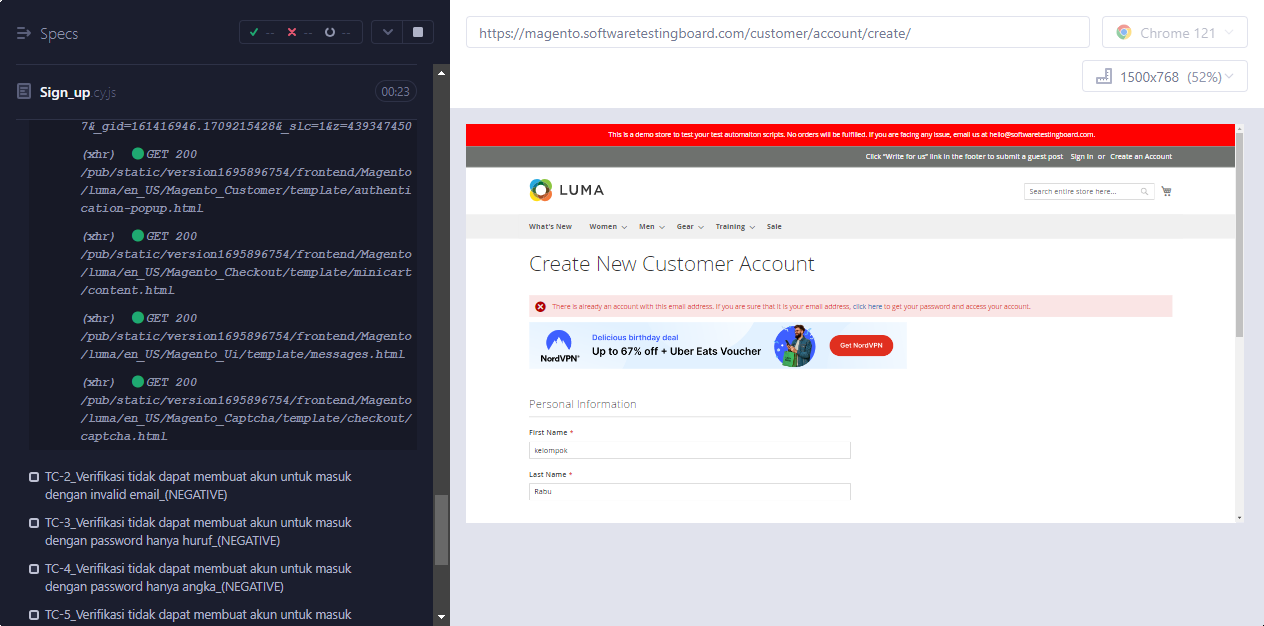 Specs
-- -- --
Sign_up.cy.js
00:23
7&_gid=161416946.1709215428&_slc=1&z=439347450
(xhr) GET 200
/pub/static/version1695896754/frontend/Magento
/luma/en_US/Magento_Customer/template/authenti
cation-popup.html
(xhr) GET 200
/pub/static/version1695896754/frontend/Magento
/luma/en_US/Magento_Checkout/template/minicart
/content.html
(xhr) GET 200
/pub/static/version1695896754/frontend/Magento
/luma/en_US/Magento_Ui/template/messages.html
(xhr) GET 200
/pub/static/version1695896754/frontend/Magento
/luma/en_US/Magento_Captcha/template/checkout/
captcha.html
TC-2_Verifikasi tidak dapat membuat akun untuk masuk
dengan invalid email_(NEGATIVE)
TC-3_Verifikasi tidak dapat membuat akun untuk masuk
dengan password hanya huruf_(NEGATIVE)
TC-4_Verifikasi tidak dapat membuat akun untuk masuk
dengan password hanya angka_(NEGATIVE)
TC-5_Verifikasi tidak dapat membuat akun untuk masuk
https://magento.softwaretestingboard.com/customer/account/create/
Chrome 121
1500x768 (52%)
This is a demo store to test your test automaiton scripts. No orders will be fulfilled. If you are facing any issue, email us at hello@softwaretestingboard.com.
Click "Write for us" link in the footer to submit a guest post Sign In or Create an Account
LUMA
Search entire store here...
What's New Women Men Gear Training Sale
Create New Customer Account
There is already an account with this email address. If you are sure that it is your email address, click here to get your password and access your account.
NordVPN®
Delicious birthday deal
Up to 67% off + Uber Eats Voucher
Get NordVPN
Personal Information
First Name *
kelompok
Last Name *
Rabu